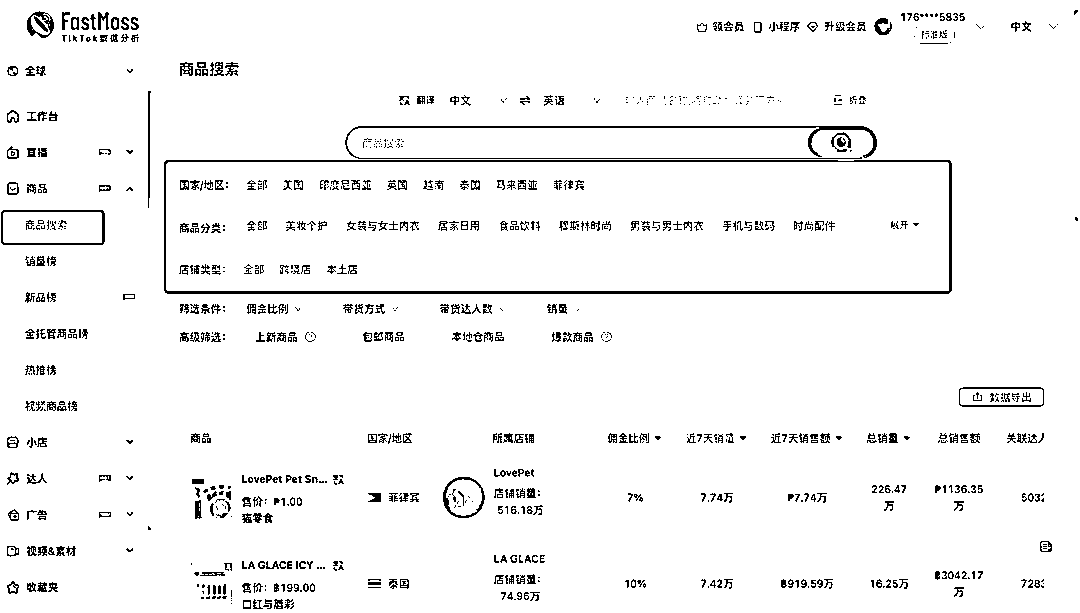 FastMoss
TikTok数据分析
领会员 小程序 升级会员 176****5835 中文
标准版
全球
商品搜索
翻译 中文 英语 折叠
工作台
商品搜索
直播
商品
国家/地区: 全部 美国 印度尼西亚 英国 越南 泰国 马来西亚 菲律宾
商品搜索
商品分类: 全部 美妆个护 女装与女士内衣 居家日用 食品饮料 穆斯林时尚 男装与男士内衣 手机与数码 时尚配件 展开
销量榜
店铺类型: 全部 跨境店 本土店
新品榜
筛选条件: 佣金比例 带货方式 带货达人数 销量
全托管商品榜
高级筛选: 上新商品 包邮商品 本地仓商品 爆款商品
热推榜
视频商品榜
数据导出
小店
商品 国家/地区 所属店铺 佣金比例 近7天销量 近7天销售额 总销量 总销售额 关联达人
达人
LovePet Pet Sn...
售价: ₱1.00
猫零食
菲律宾
LovePet
店铺销量:
516.18万
7% 7.74万 ₱7.74万 226.47万 ₱1136.35万
广告
视频&素材
LA GLACE ICY ...
售价: ฿199.00
口红与唇彩
泰国
LA GLACE
店铺销量:
74.96万
10% 7.42万 ฿919.59万 16.25万 ฿3042.17万
收藏夹